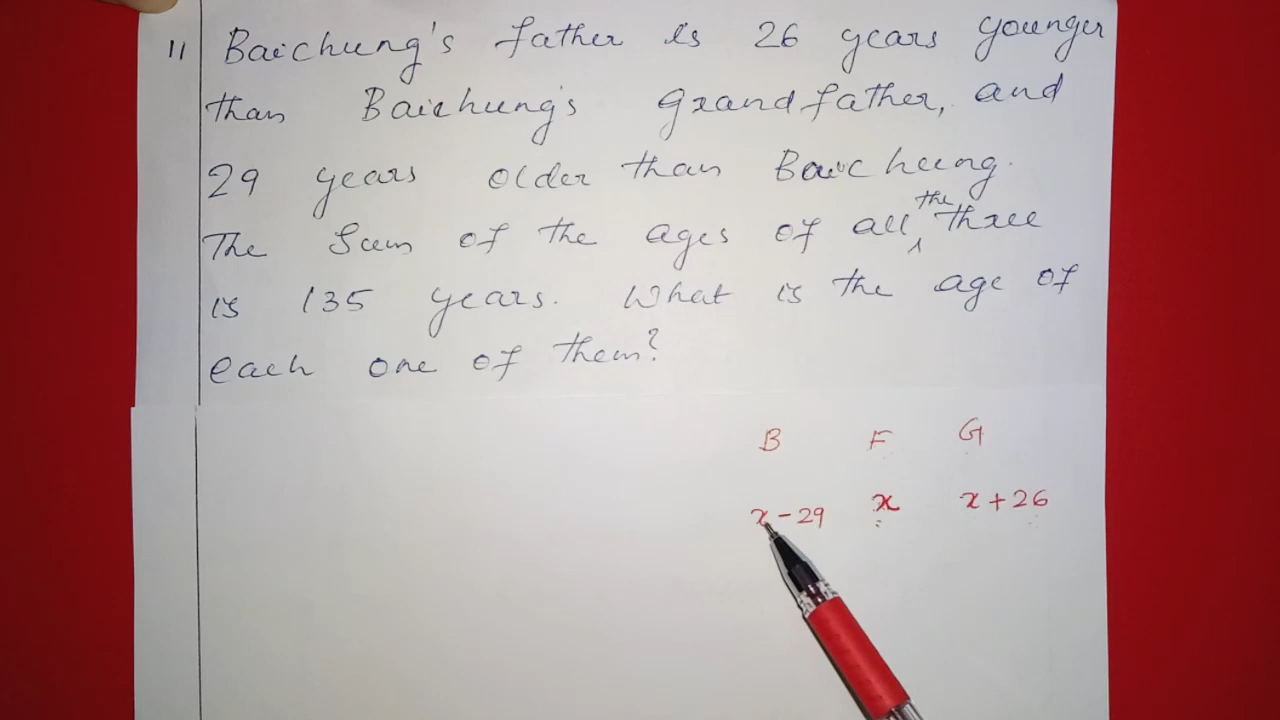 11 Baichung's father is 26 years younger
than Baichung's Grandfather, and
29 years older than Baichung.
The Sum of the ages of all the three
is 135 years. What is the age of
each one of them?
B F G
x - 29 x x + 26